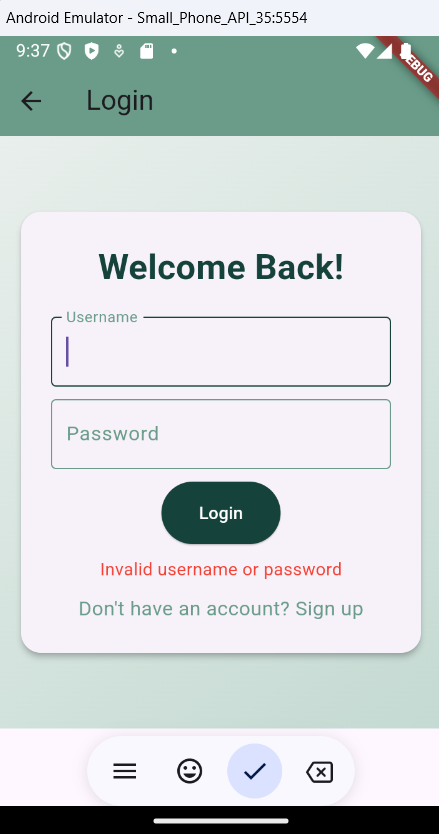 Android Emulator - Small_Phone_API_35:5554
9:37
DEBUG
Login
Welcome Back!
Username
Password
Login
Invalid username or password
Don't have an account? Sign up